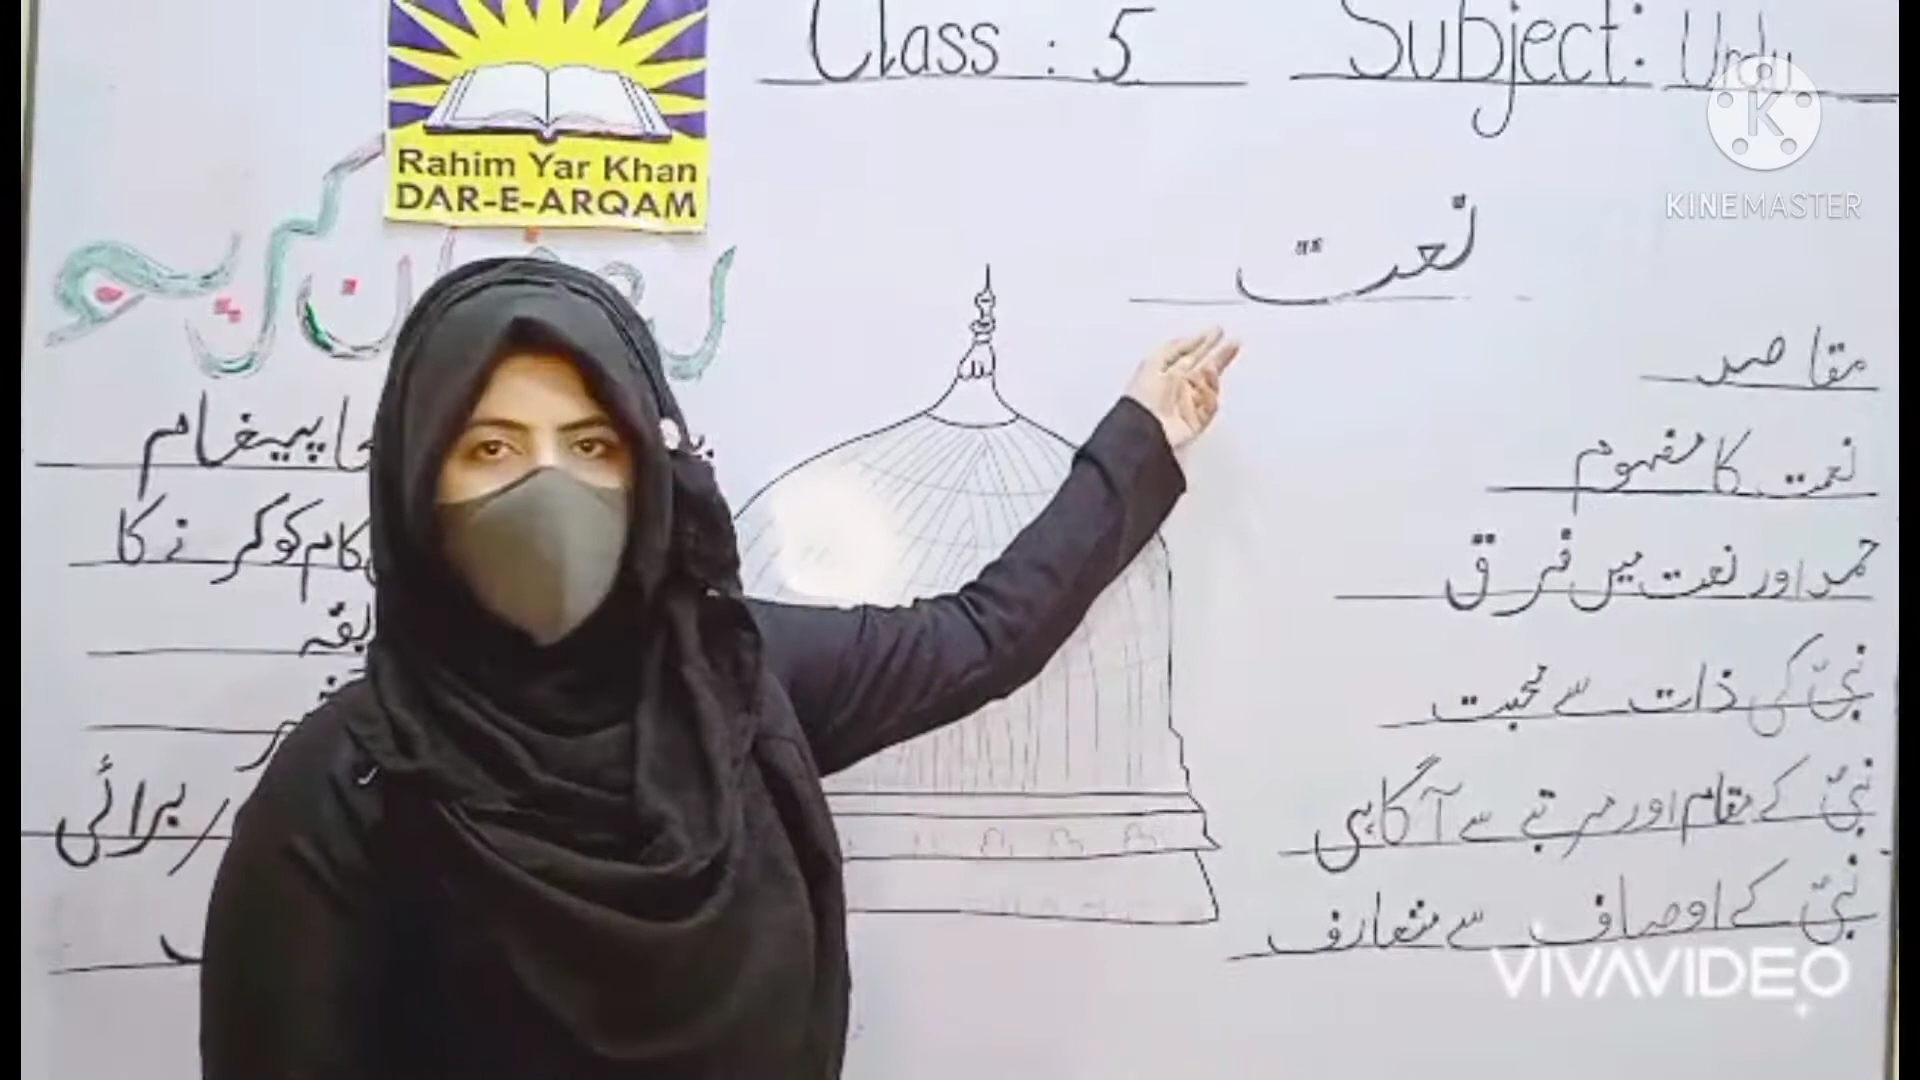 Class : 5
Subject: Urdu
Rahim Yar Khan
DAR-E-ARQAM
KINEMASTER
نعت
مقاصد
نعت کا مفہوم
حمد اور نعت میں فرق
نبیؐ کی ذات سے محبت
نبیؐ کے مقام اور مرتبے سے آگاہی
نبیؐ کے اوصاف سے متعارف
کریم
پیغام
کام کو کرنے کا
برائی
VIVAVIDEO